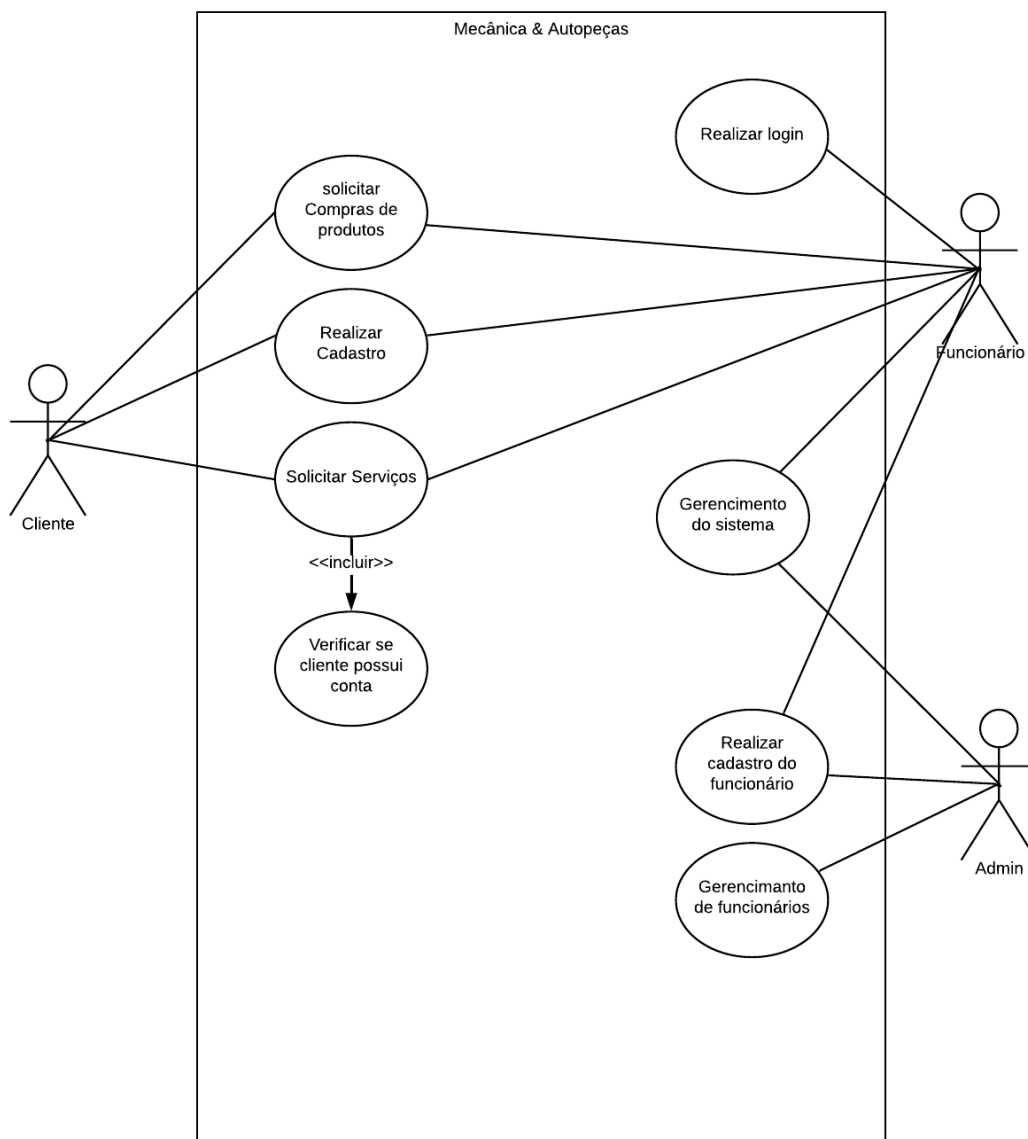 Mecânica & Autopeças
Realizar login
solicitar
Compras de
produtos
Realizar
Cadastro
Funcionário
Solicitar Serviços
Cliente
Gerencimento
do sistema
<<incluir>>
Verificar se
cliente possui
conta
Realizar
cadastro do
funcionário
Admin
Gerencimanto
de funcionários